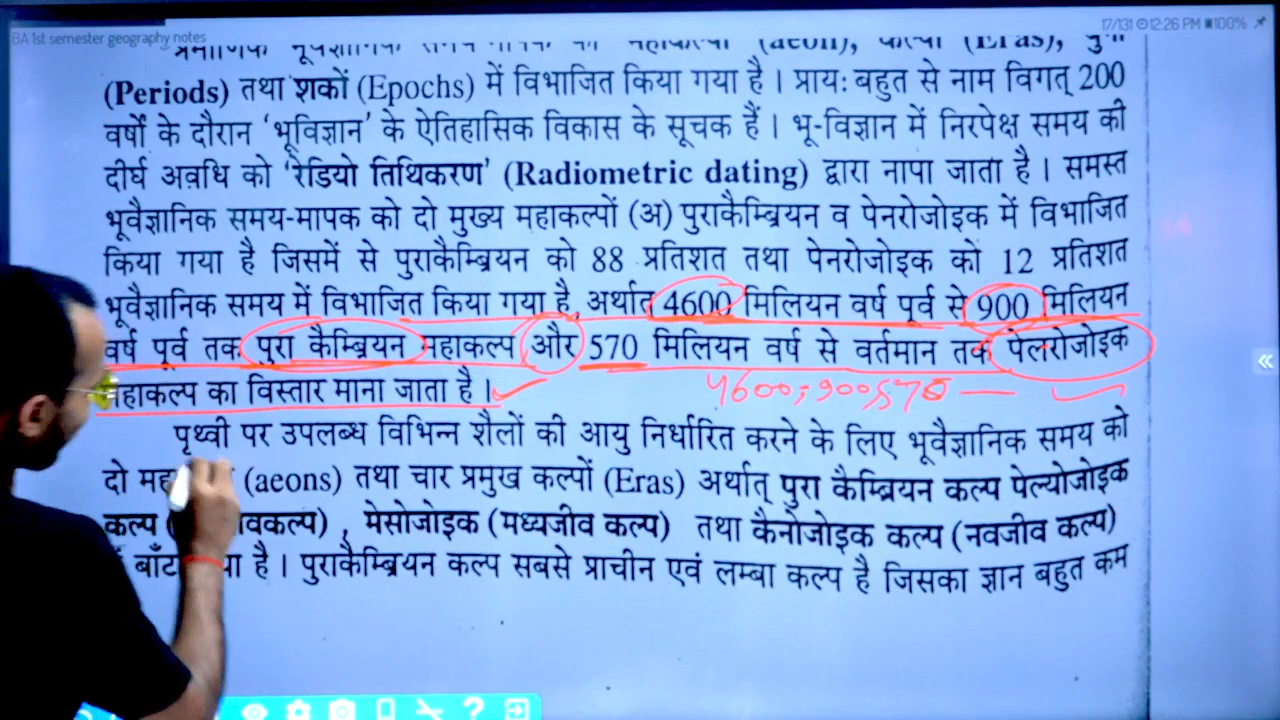 BA 1st semester geography notes
17/131 12:26 PM 100%
(aeon), (Eras),
(Periods) तथा शकों (Epochs) में विभाजित किया गया है । प्राय: बहुत से नाम विगत् 200
वर्षों के दौरान 'भूविज्ञान' के ऐतिहासिक विकास के सूचक हैं । भू-विज्ञान में निरपेक्ष समय की
दीर्घ अवधि को 'रेडियो तिथिकरण' (Radiometric dating) द्वारा नापा जाता है । समस्त
भूवैज्ञानिक समय-मापक को दो मुख्य महाकल्पों (अ) पुराकैम्ब्रियन व पेनरोजोइक में विभाजित
किया गया है जिसमें से पुराकैम्ब्रियन को 88 प्रतिशत तथा पेनरोजोइक को 12 प्रतिशत
भूवैज्ञानिक समय में विभाजित किया गया है, अर्थात् 4600 मिलियन वर्ष पूर्व से 900 मिलियन
वर्ष पूर्व तक पुरा कैम्ब्रियन महाकल्प और 570 मिलियन वर्ष से वर्तमान तक पेलरोजोइक
महाकल्प का विस्तार माना जाता है ।
4600, 900, 570 —
पृथ्वी पर उपलब्ध विभिन्न शैलों की आयु निर्धारित करने के लिए भूवैज्ञानिक समय को
दो (aeons) तथा चार प्रमुख कल्पों (Eras) अर्थात् पुरा कैम्ब्रियन कल्प पेल्योजोइक
कल्प ( , मेसोजोइक (मध्यजीव कल्प) तथा कैनोजोइक कल्प (नवजीव कल्प)
बाँटा है । पुराकैम्ब्रियन कल्प सबसे प्राचीन एवं लम्बा कल्प है जिसका ज्ञान बहुत कम